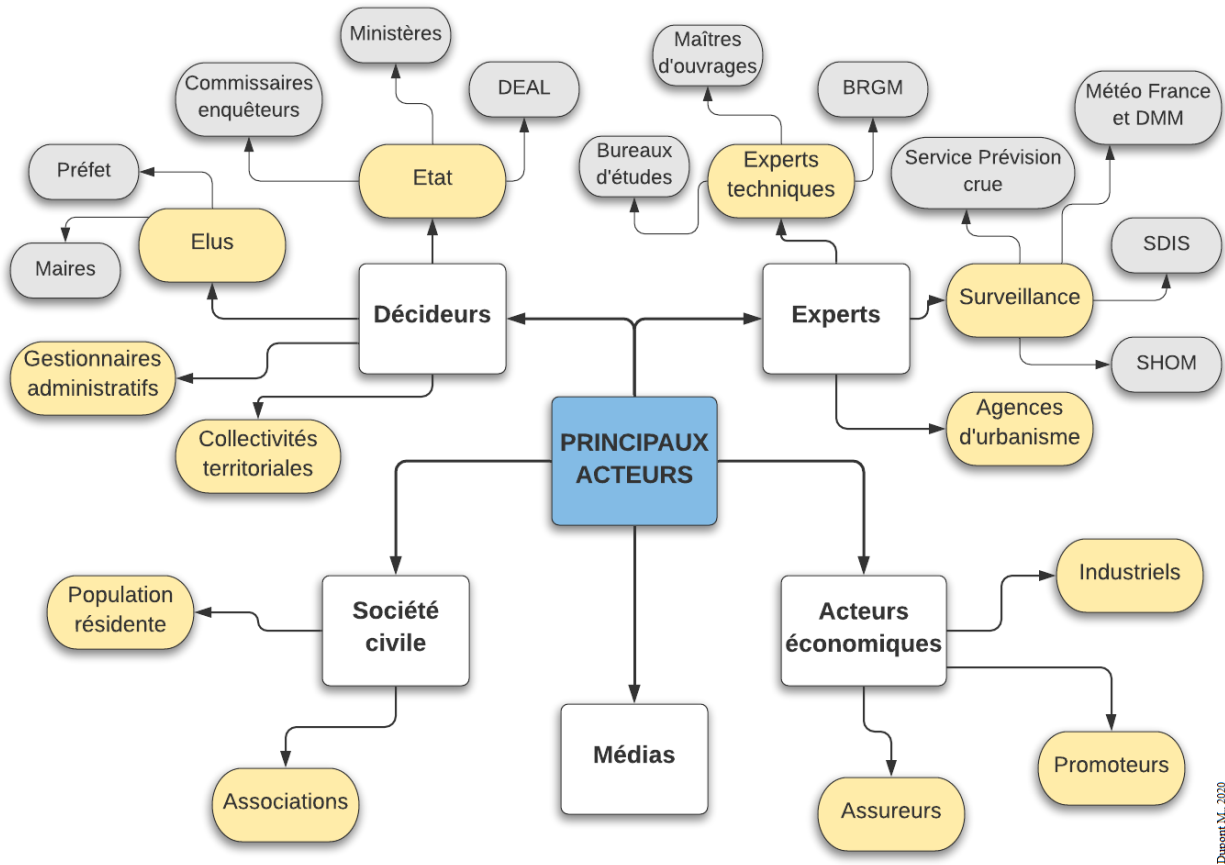 Ministères
Maîtres
d'ouvrages
Commissaires
enquêteurs
DEAL
BRGM
Météo France
et DMM
Préfet
Etat
Bureaux
d'études
Experts
techniques
Service Prévision
crue
Elus
Maires
SDIS
Décideurs
Experts
Surveillance
Gestionnaires
administratifs
SHOM
Collectivités
territoriales
PRINCIPAUX
ACTEURS
Agences
d'urbanisme
Population
résidente
Société
civile
Acteurs
économiques
Industriels
Médias
Associations
Assureurs
Promoteurs
Dupont M., 2020